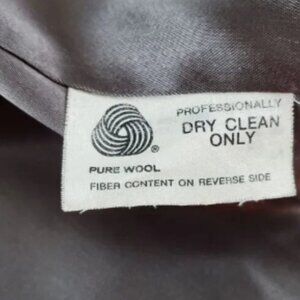 PROFESSIONALLY
DRY CLEAN
ONLY
®
PURE WOOL
FIBER CONTENT ON REVERSE SIDE